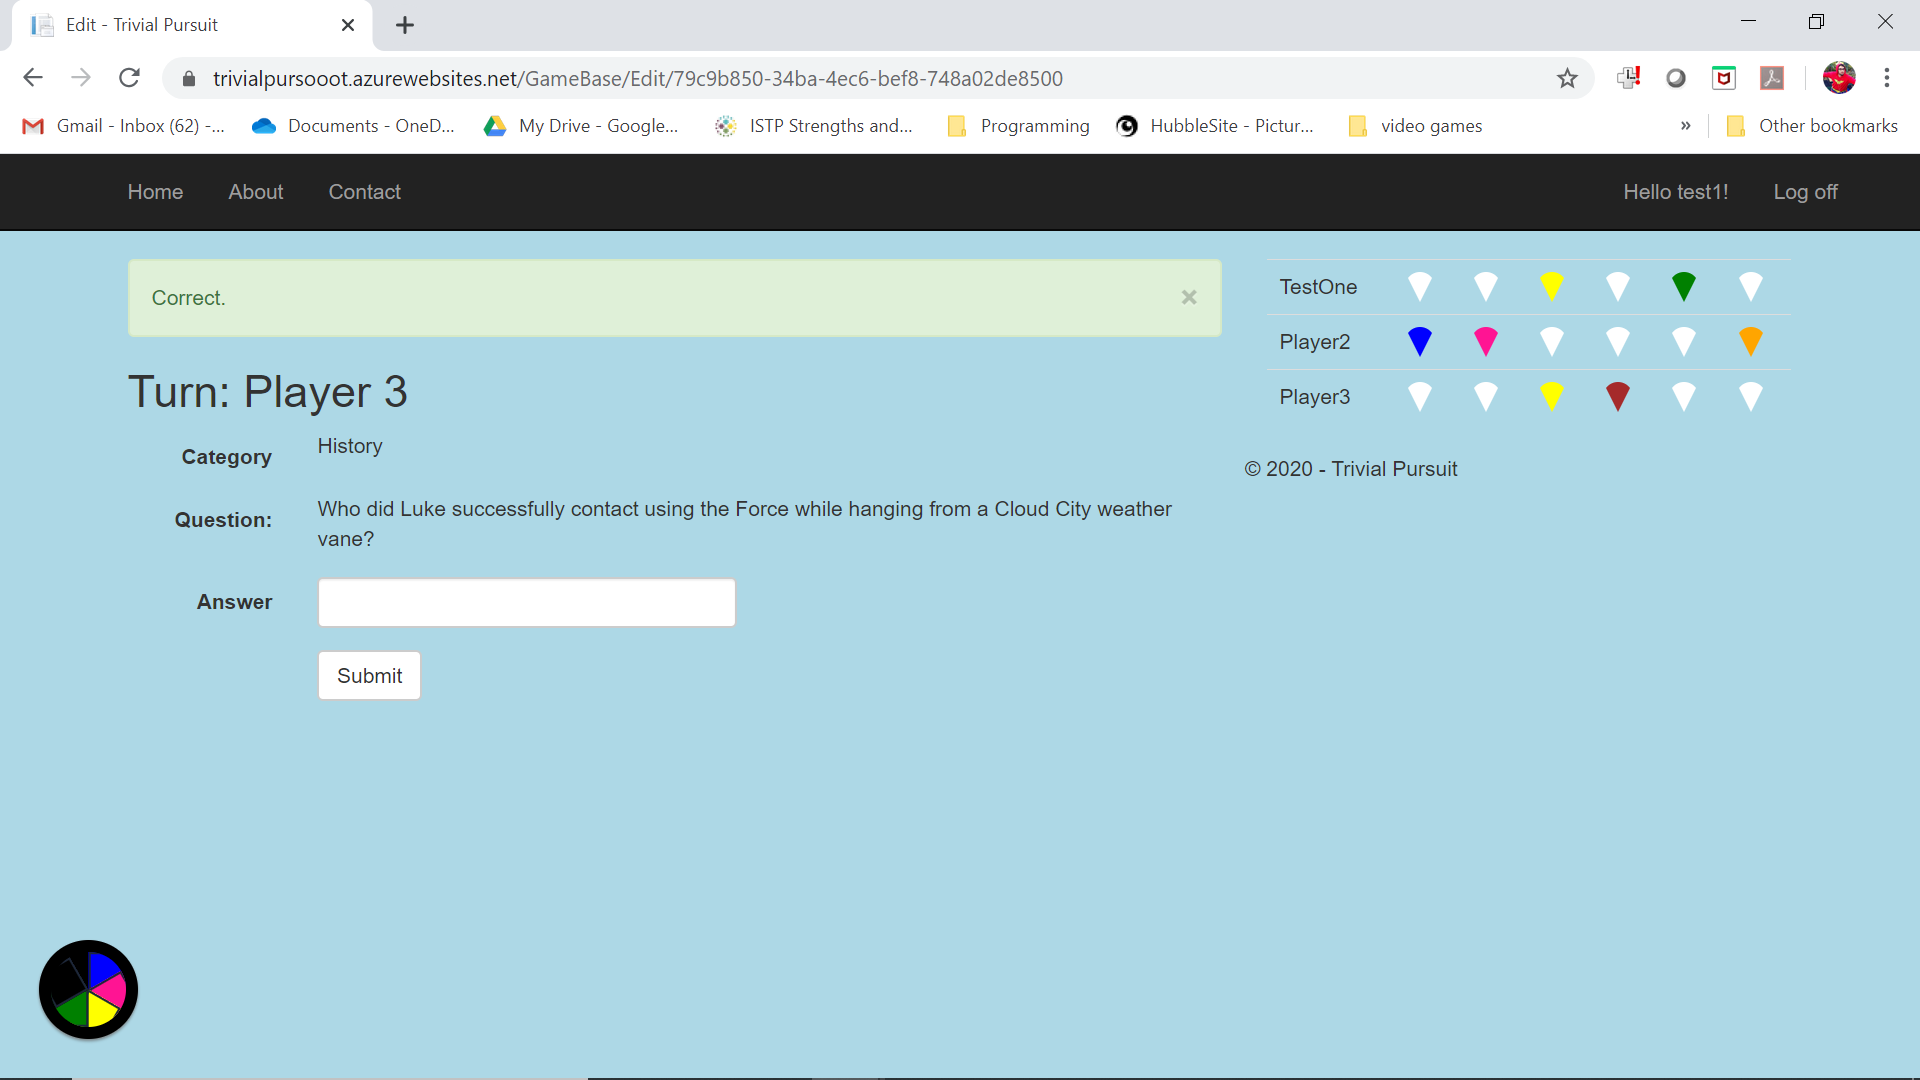 Edit - Trivial Pursuit
trivialpursooot.azurewebsites.net/GameBase/Edit/79c9b850-34ba-4ec6-bef8-748a02de8500
Gmail - Inbox (62) -... Documents - OneD... My Drive - Google... ISTP Strengths and... Programming HubbleSite - Pictur... video games » Other bookmarks
Home About Contact Hello test1! Log off
Correct. ×
Turn: Player 3
Category History
Question: Who did Luke successfully contact using the Force while hanging from a Cloud City weather
vane?
Answer
Submit
TestOne
Player2
Player3
© 2020 - Trivial Pursuit